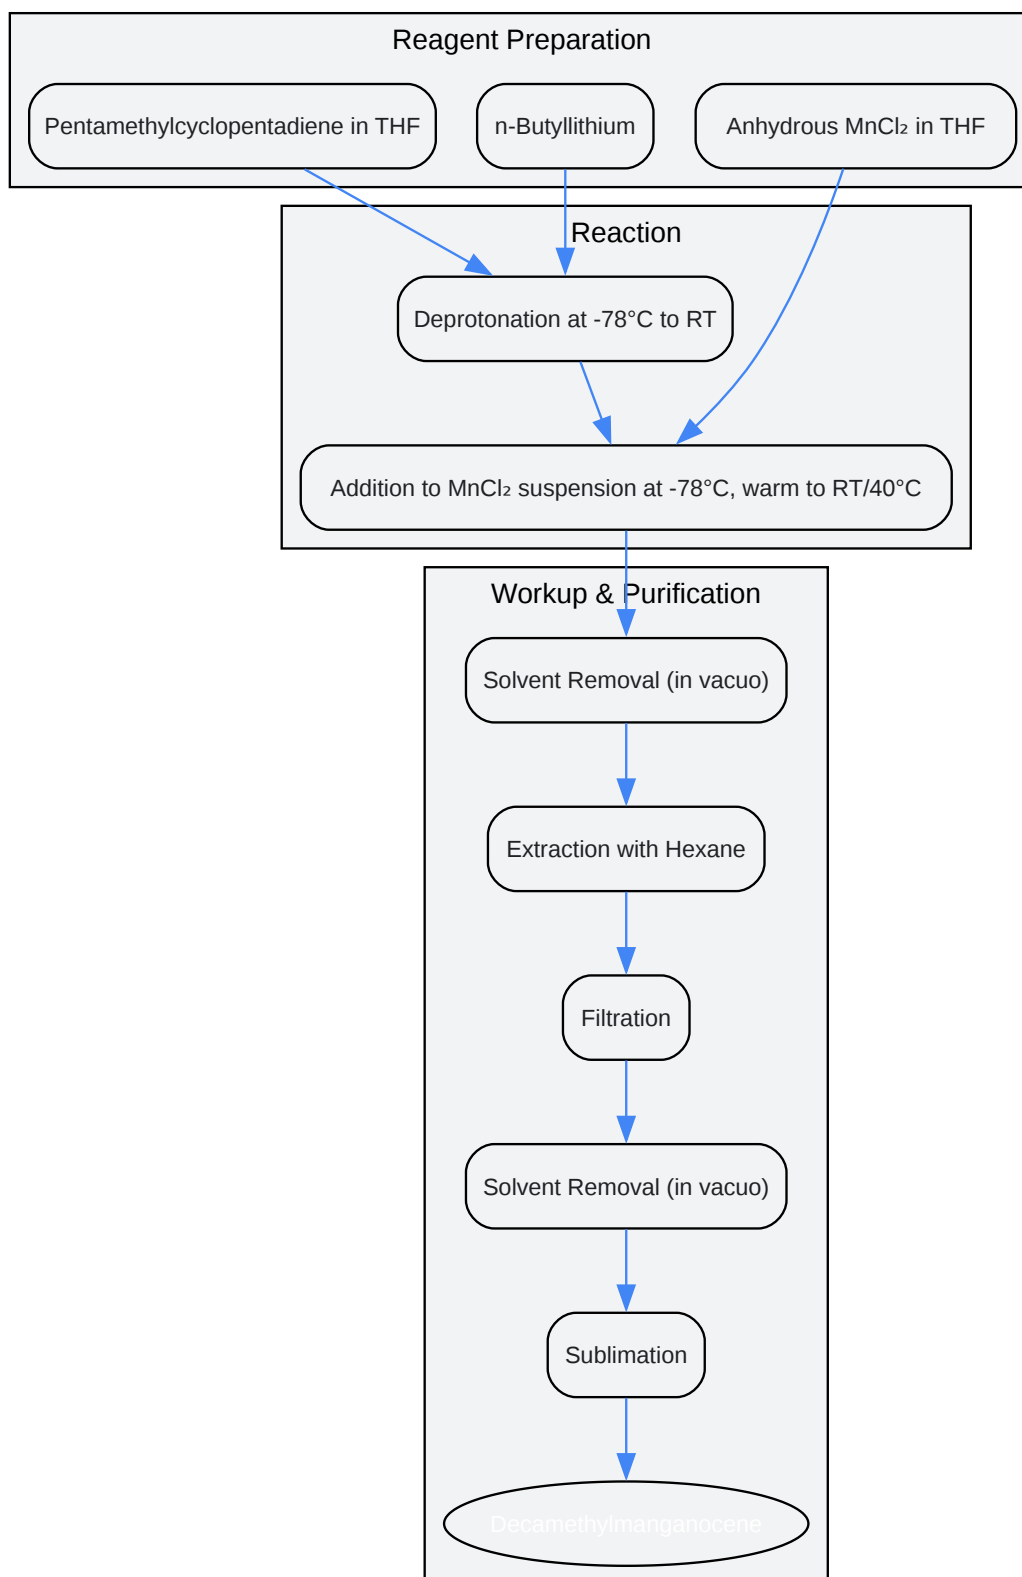 Reagent Preparation
Pentamethylcyclopentadiene in THF
n-Butyllithium
Anhydrous MnCl₂ in THF
Reaction
Deprotonation at -78°C to RT
Addition to MnCl₂ suspension at -78°C, warm to RT/40°C
Workup & Purification
Solvent Removal (in vacuo)
Extraction with Hexane
Filtration
Solvent Removal (in vacuo)
Sublimation
Decamethylmanganocene